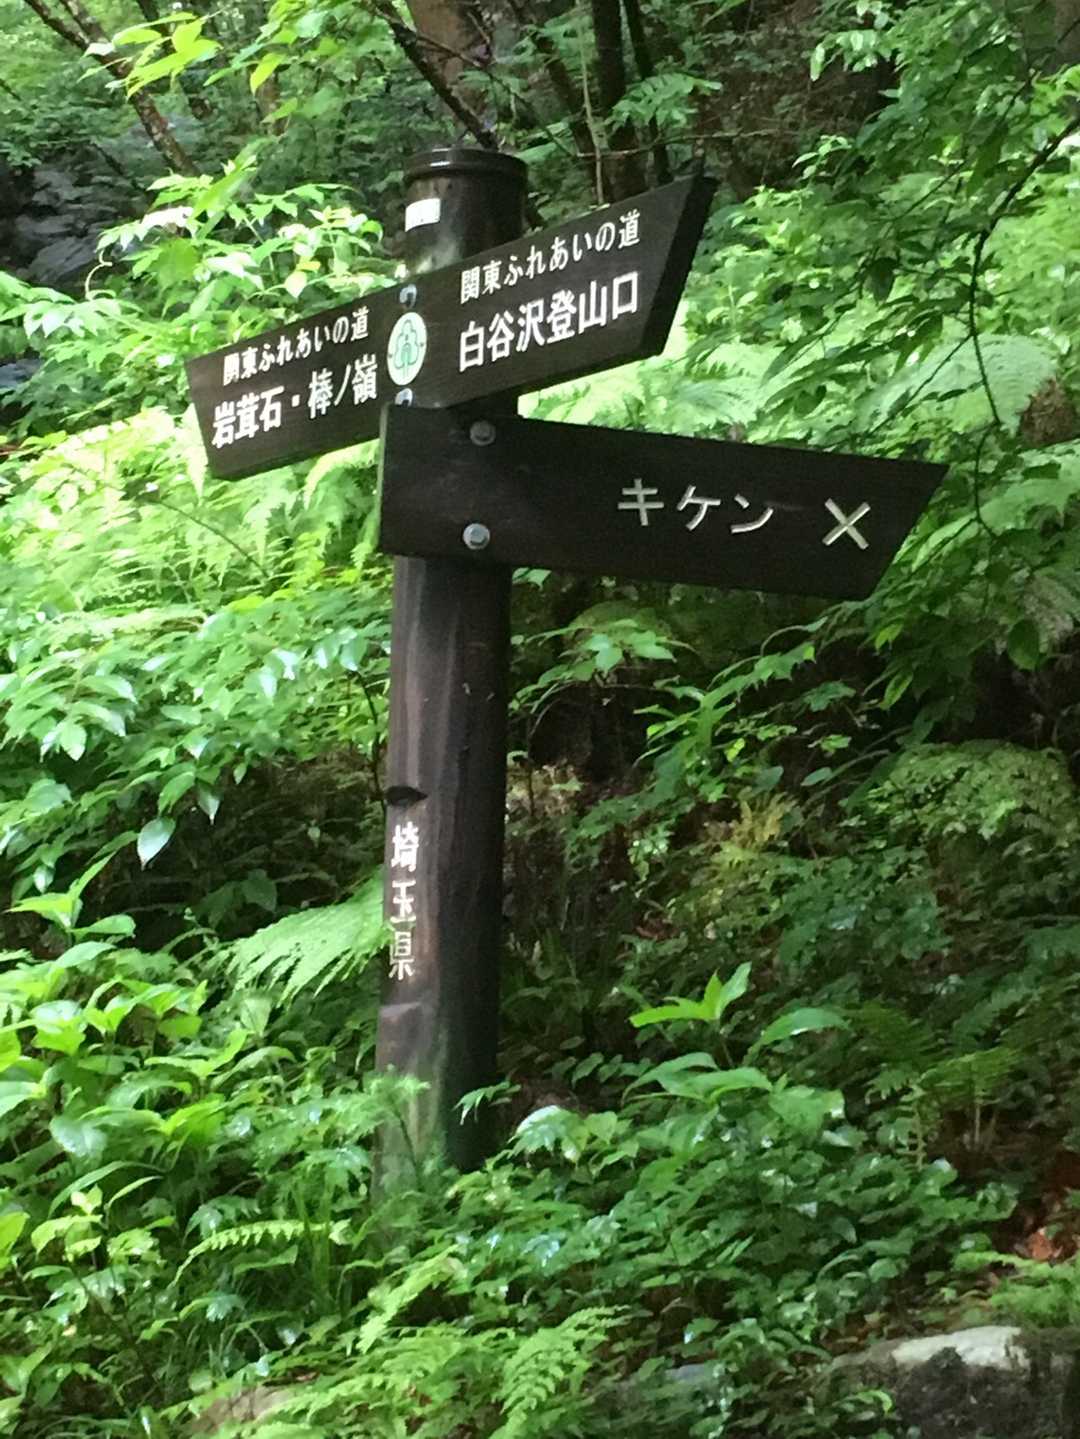 関東ふれあいの道
岩茸石・棒ノ嶺
関東ふれあいの道
白谷沢登山口
キケン ×
埼玉県